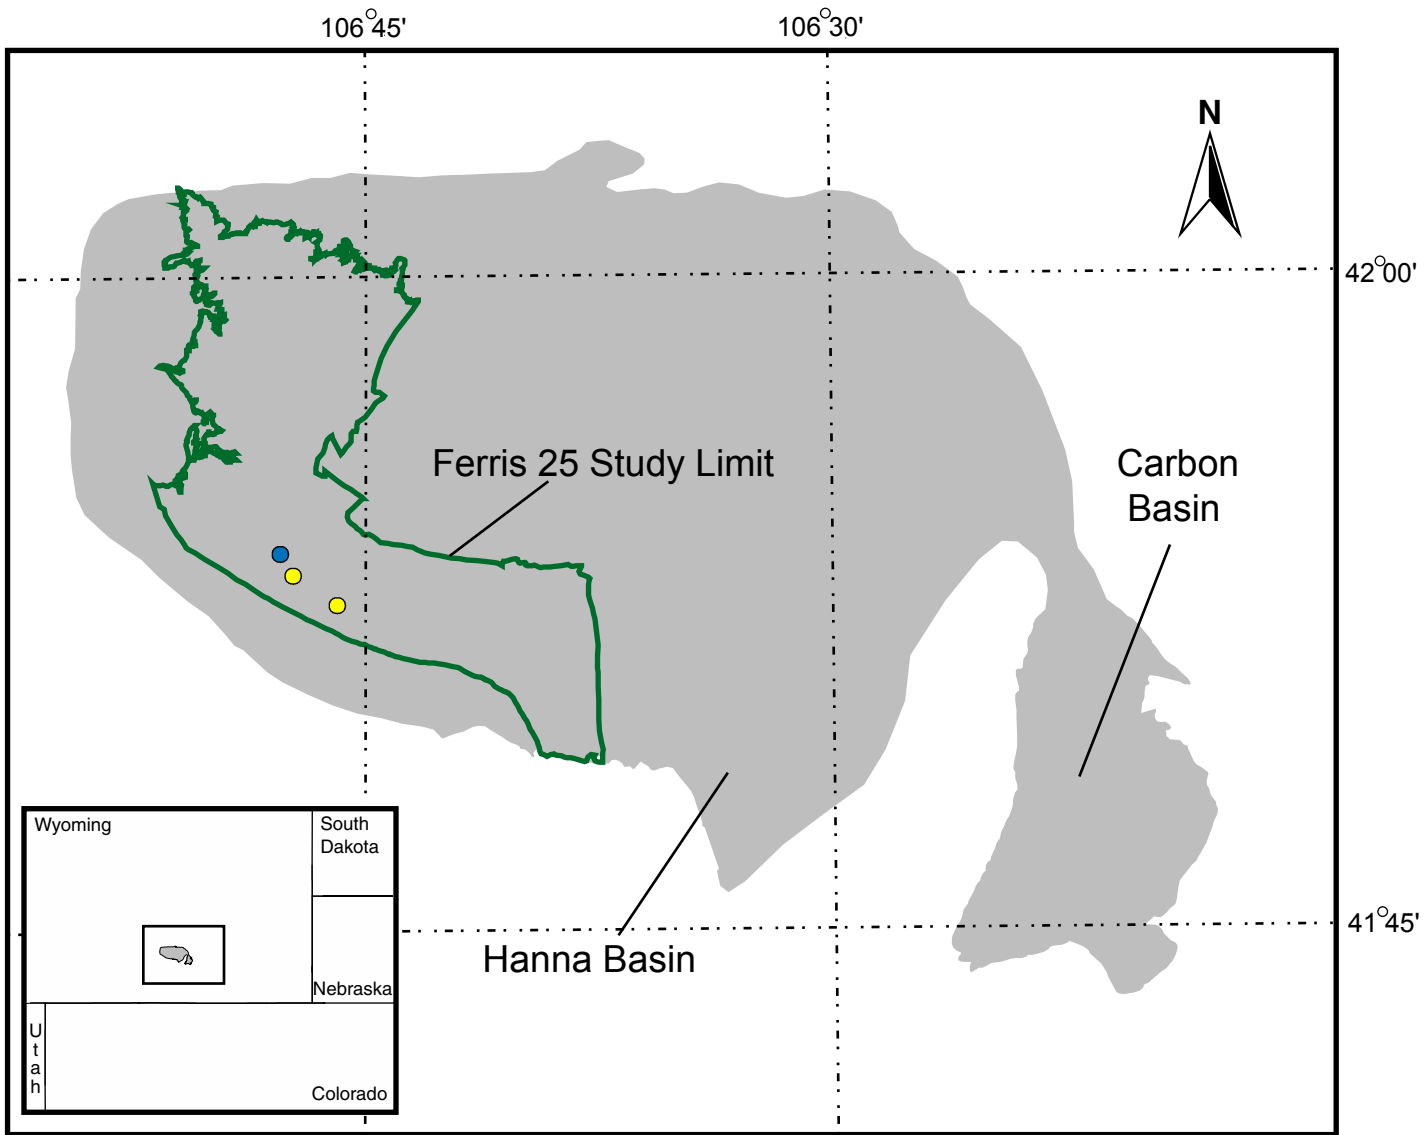 106°45'
106°30'
N
42°00'
Ferris 25 Study Limit
Carbon
Basin
Wyoming
South
Dakota
41°45'
Hanna Basin
Nebraska
Utah
Colorado